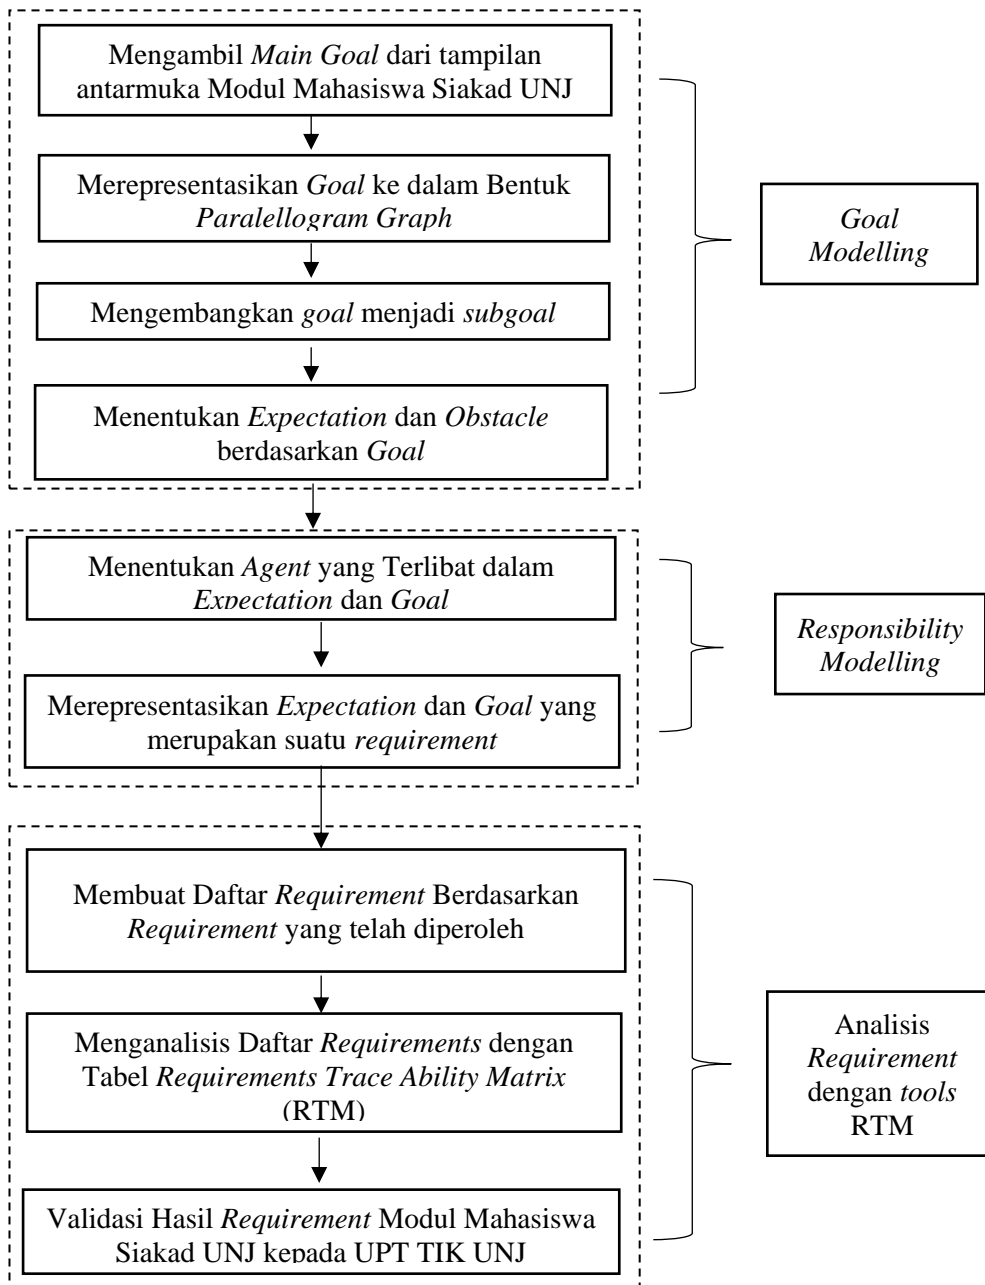 Mengambil Main Goal dari tampilan
antarmuka Modul Mahasiswa Siakad UNJ
Merepresentasikan Goal ke dalam Bentuk
Paralellogram Graph
Mengembangkan goal menjadi subgoal
Menentukan Expectation dan Obstacle
berdasarkan Goal
Goal
Modelling
Menentukan Agent yang Terlibat dalam
Expectation dan Goal
Merepresentasikan Expectation dan Goal yang
merupakan suatu requirement
Responsibility
Modelling
Membuat Daftar Requirement Berdasarkan
Requirement yang telah diperoleh
Menganalisis Daftar Requirements dengan
Tabel Requirements Trace Ability Matrix
(RTM)
Validasi Hasil Requirement Modul Mahasiswa
Siakad UNJ kepada UPT TIK UNJ
Analisis
Requirement
dengan tools
RTM